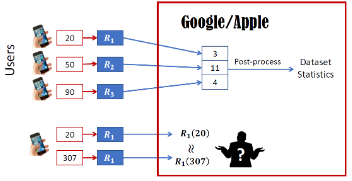 Google/Apple
Users
20 R₁ 3
50 R₂ 11 Post-process Dataset Statistics
90 R₃ 4
20 R₁ R₁(20)
≈
307 R₁ R₁(307)
?